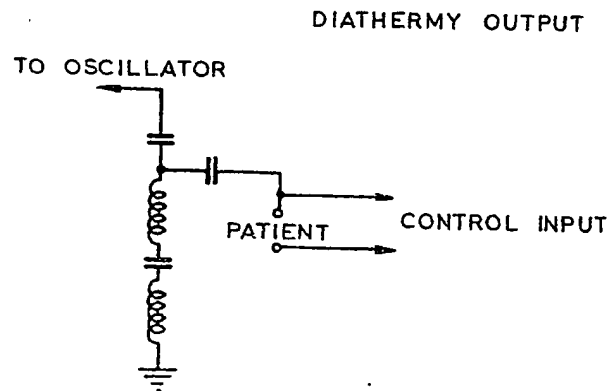 DIATHERMY OUTPUT
TO OSCILLATOR
PATIENT
CONTROL INPUT